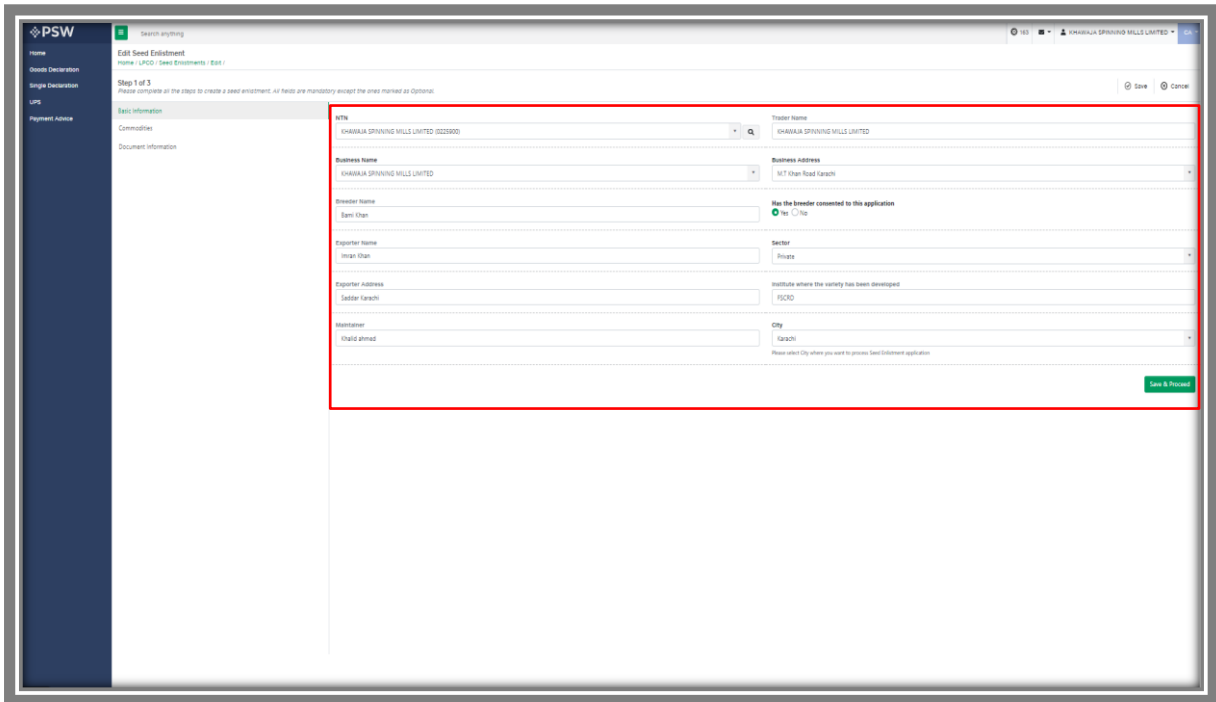 PSW
Search anything
163
KHAWAJA SPINNING MILLS LIMITED
CA
Home
Goods Declaration
Single Declaration
UPS
Payment Advice
Edit Seed Enlistment
Home / LPCO / Seed Enlistments / Edit /
Step 1 of 3
Please complete all the steps to create a seed enlistment. All fields are mandatory except the ones marked as Optional.
Save
Cancel
Basic Information
Commodities
Document Information
NTN
Trader Name
KHAWAJA SPINNING MILLS LIMITED (0225900)
KHAWAJA SPINNING MILLS LIMITED
Business Name
Business Address
KHAWAJA SPINNING MILLS LIMITED
M.T Khan Road Karachi
Breeder Name
Has the breeder consented to this application
Sami Khan
Yes No
Exporter Name
Sector
Imran Khan
Private
Exporter Address
Institute where the variety has been developed
Saddar Karachi
FSCRD
Maintainer
City
Khalid ahmed
Karachi
Please select City where you want to process Seed Enlistment application
Save & Proceed